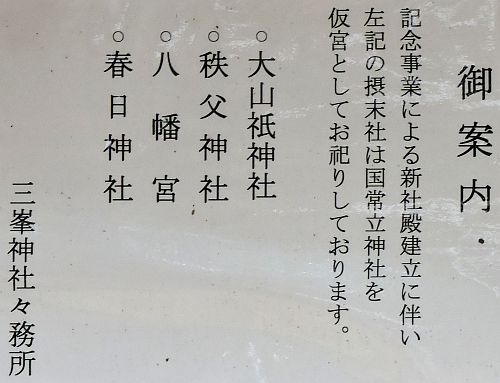 御案内.
記念事業による新社殿建立に伴い
左記の摂末社は国常立神社を
仮宮としてお祀りしております。
○大山祇神社
○秩父神社
○八幡宮
○春日神社
三峯神社々務所